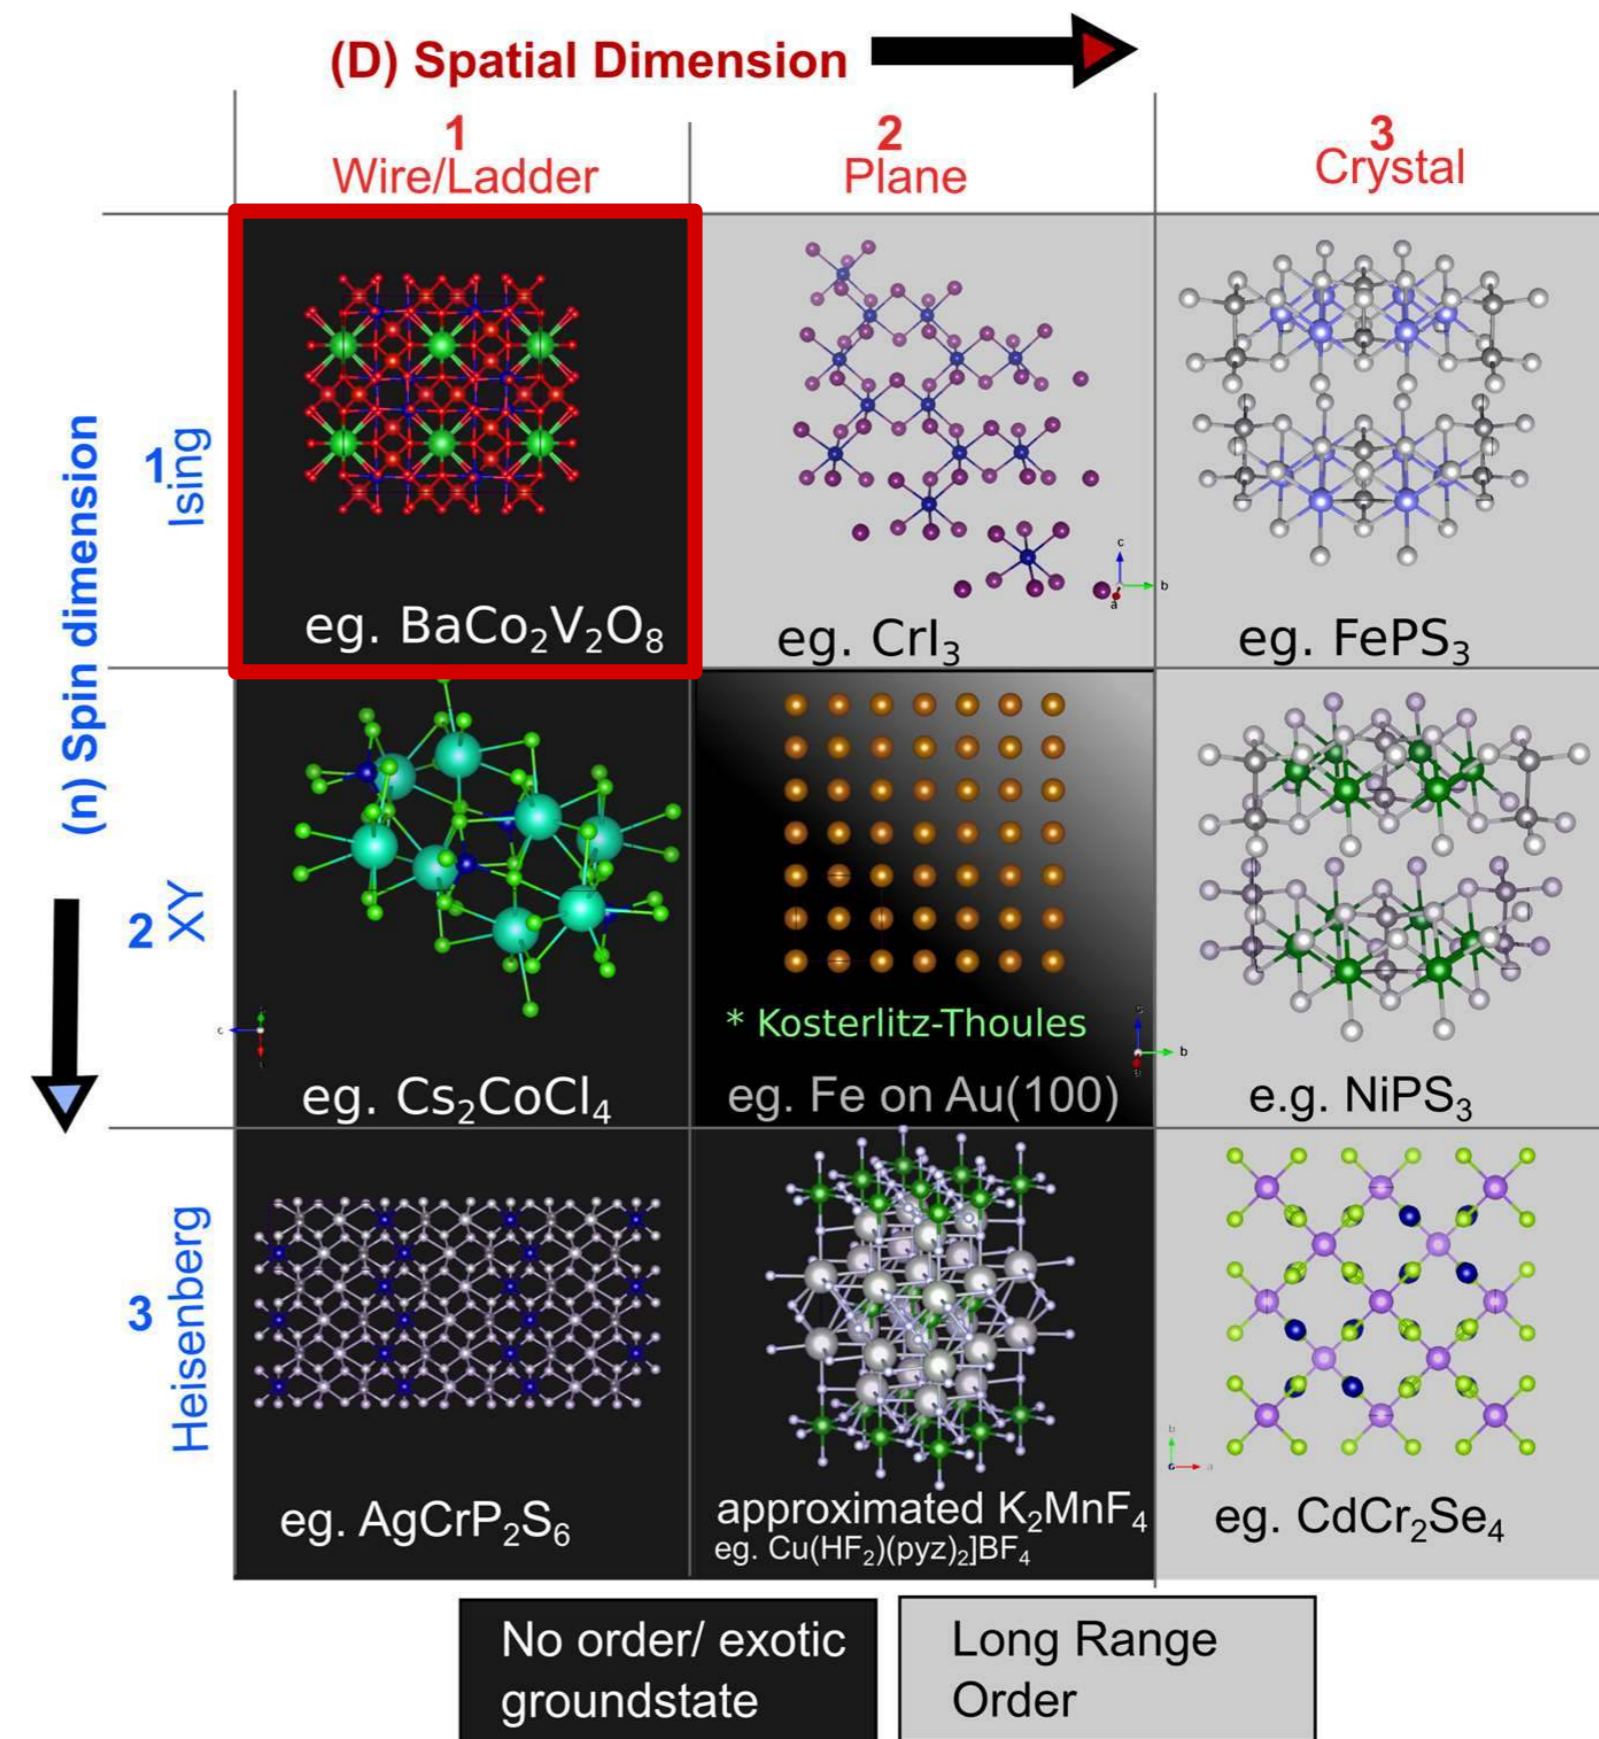 (D) Spatial Dimension
1
Wire/Ladder
2
Plane
3
Crystal
(n) Spin dimension
1
Ising
eg. BaCo₂V₂O₈
eg. CrI₃
c
b
a
eg. FePS₃
2
XY
c
eg. Cs₂CoCl₄
* Kosterlitz-Thoules
eg. Fe on Au(100)
b
e.g. NiPS₃
3
Heisenberg
eg. AgCrP₂S₆
approximated K₂MnF₄
eg. Cu(HF₂)(pyz)₂]BF₄
b
a
eg. CdCr₂Se₄
No order/ exotic
groundstate
Long Range
Order